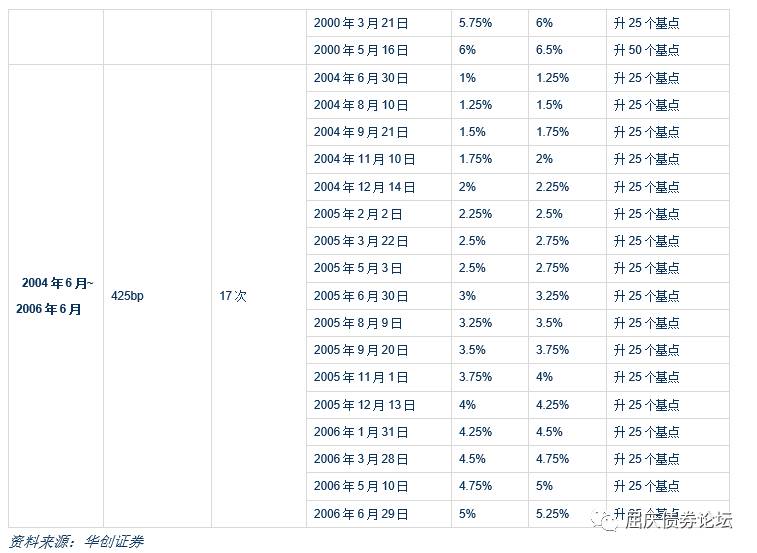 2000 年 3 月 21 日 5.75% 6% 升 25 个基点
2000 年 5 月 16 日 6% 6.5% 升 50 个基点
2004 年 6 月 30 日 1% 1.25% 升 25 个基点
2004 年 8 月 10 日 1.25% 1.5% 升 25 个基点
2004 年 9 月 21 日 1.5% 1.75% 升 25 个基点
2004 年 11 月 10 日 1.75% 2% 升 25 个基点
2004 年 12 月 14 日 2% 2.25% 升 25 个基点
2005 年 2 月 2 日 2.25% 2.5% 升 25 个基点
2005 年 3 月 22 日 2.5% 2.75% 升 25 个基点
2005 年 5 月 3 日 2.5% 2.75% 升 25 个基点
2004 年 6 月~
2006 年 6 月 425bp 17 次 2005 年 6 月 30 日 3% 3.25% 升 25 个基点
2005 年 8 月 9 日 3.25% 3.5% 升 25 个基点
2005 年 9 月 20 日 3.5% 3.75% 升 25 个基点
2005 年 11 月 1 日 3.75% 4% 升 25 个基点
2005 年 12 月 13 日 4% 4.25% 升 25 个基点
2006 年 1 月 31 日 4.25% 4.5% 升 25 个基点
2006 年 3 月 28 日 4.5% 4.75% 升 25 个基点
2006 年 5 月 10 日 4.75% 5% 升 25 个基点
2006 年 6 月 29 日 5% 5.25% 升 25 个基点
屈庆债券论坛
资料来源：华创证券